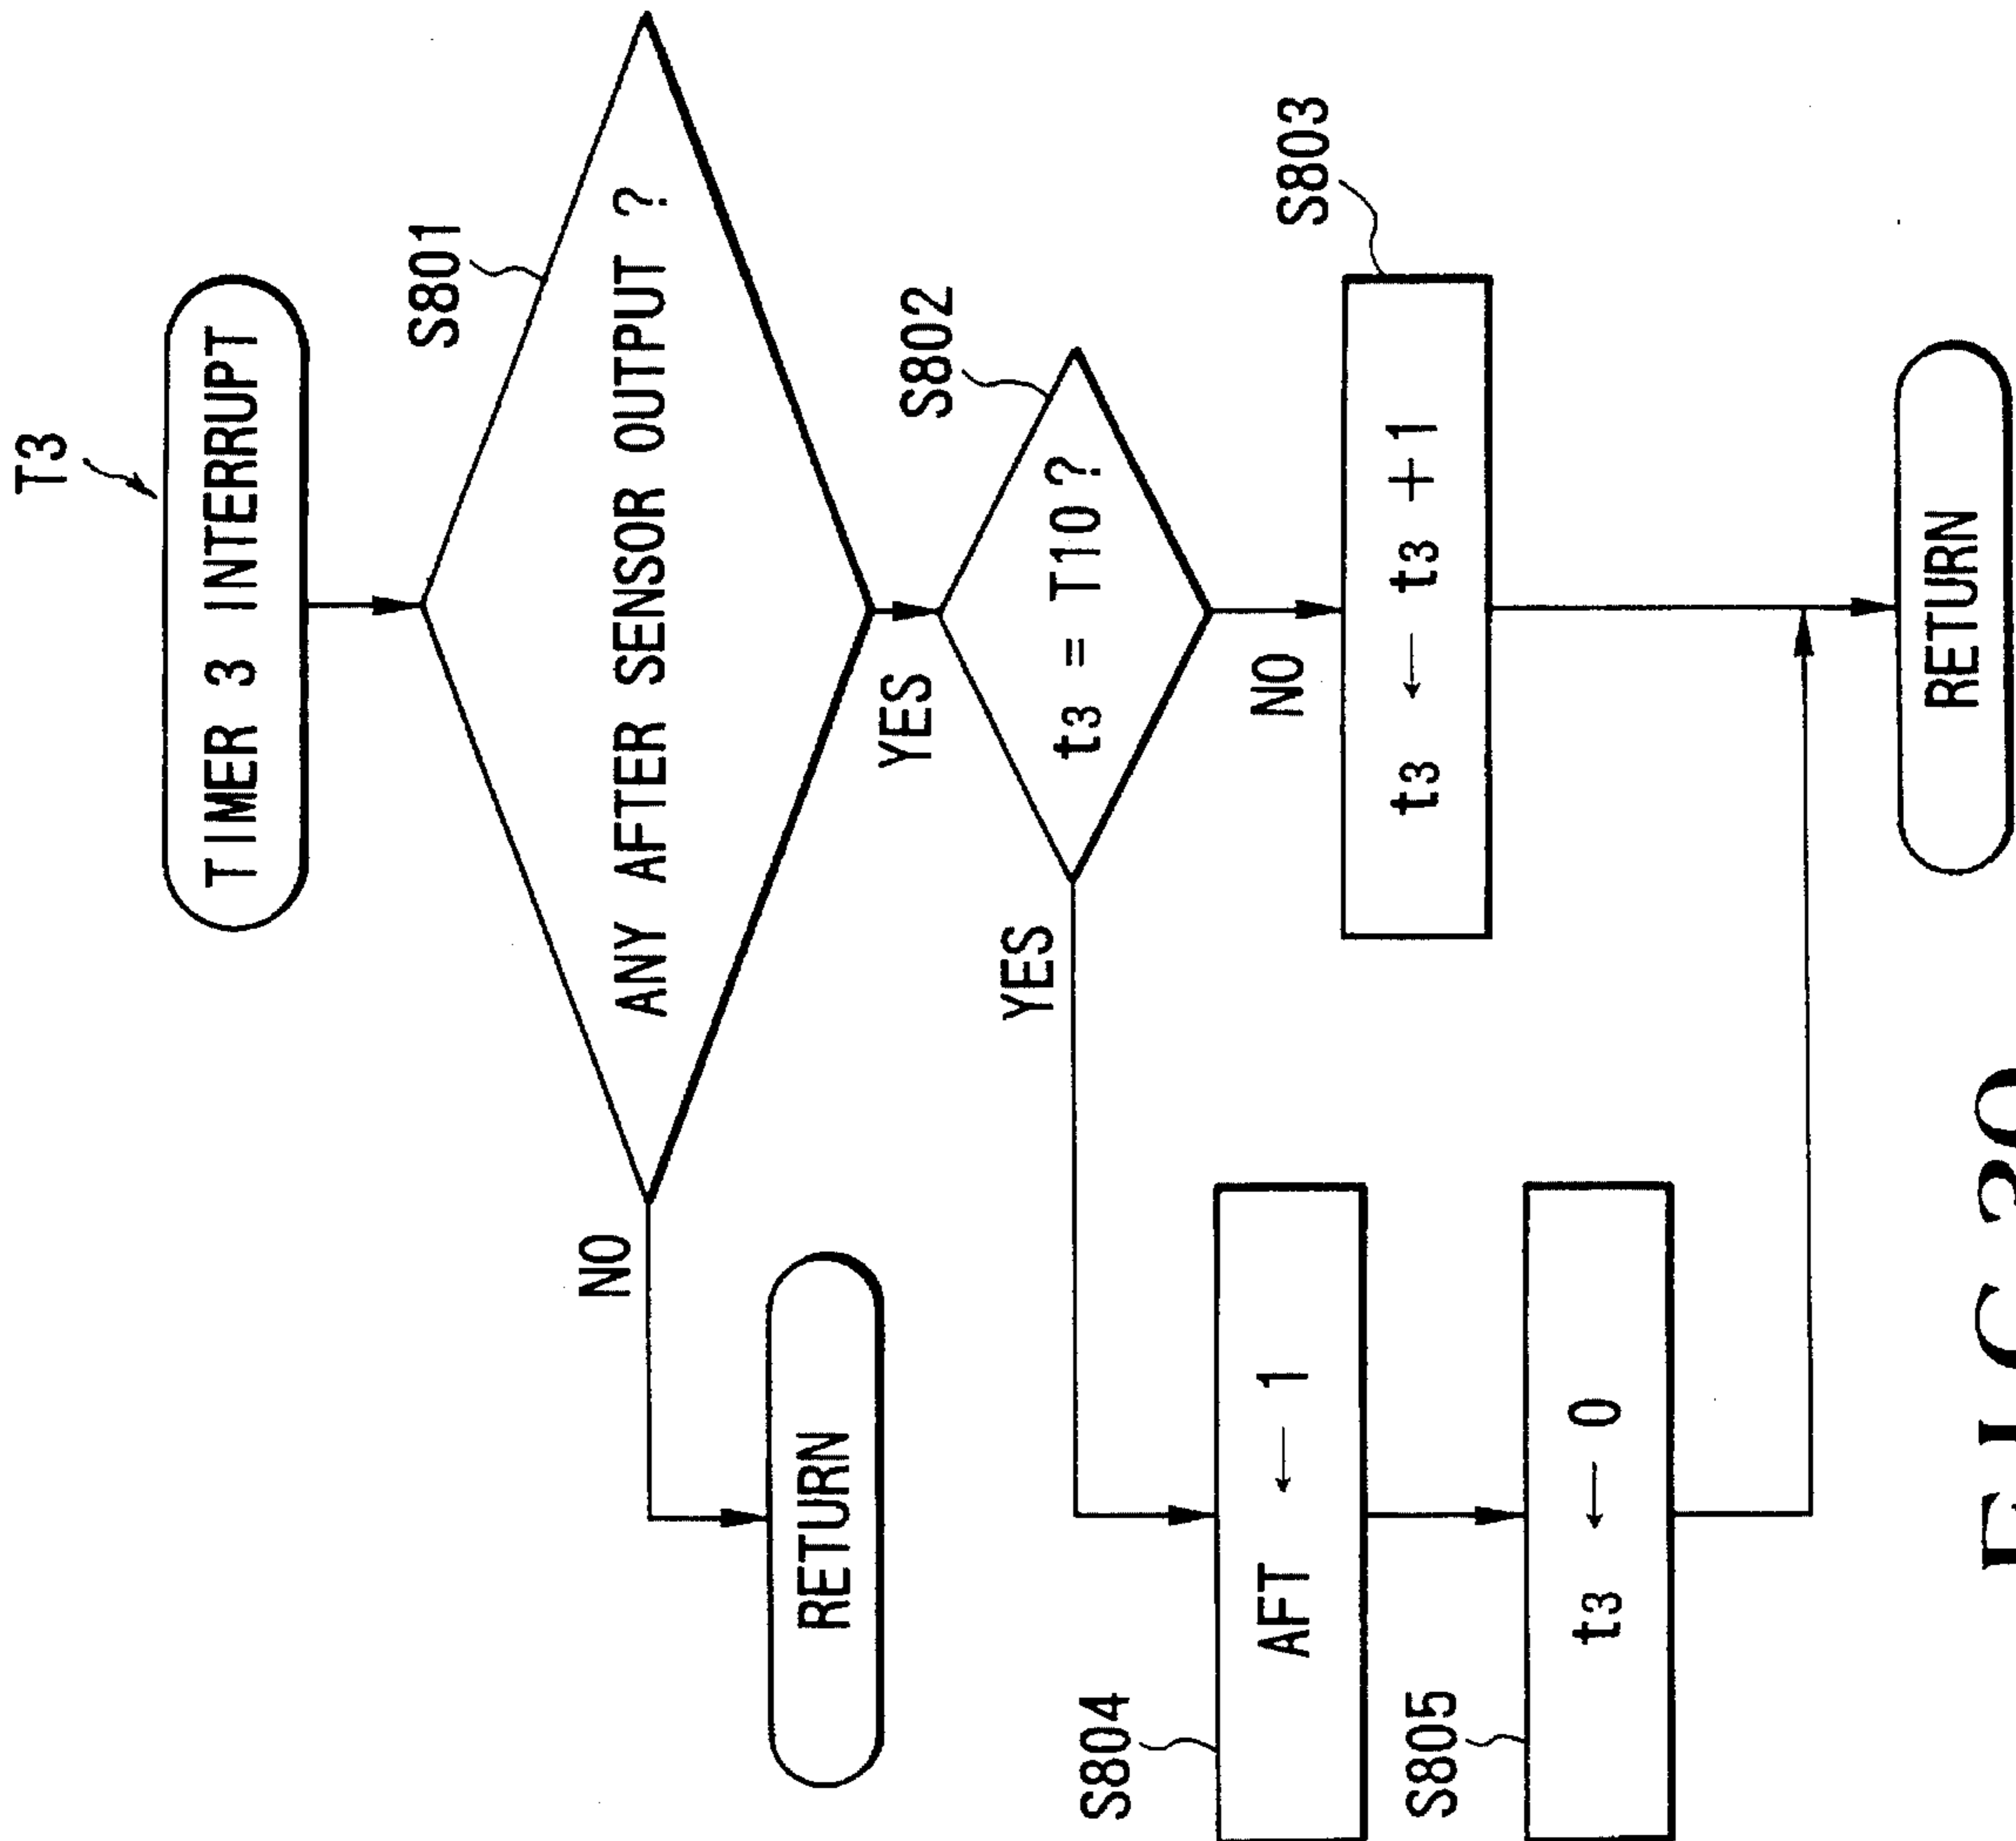 T3
TIMER 3 INTERRUPT
S801
ANY AFTER SENSOR OUTPUT ?
NO
YES
RETURN
S802
t3 = T10 ?
YES
NO
S803
t3 ← t3 +1
S804
AFT ← 1
S805
t3 ← 0
RETURN